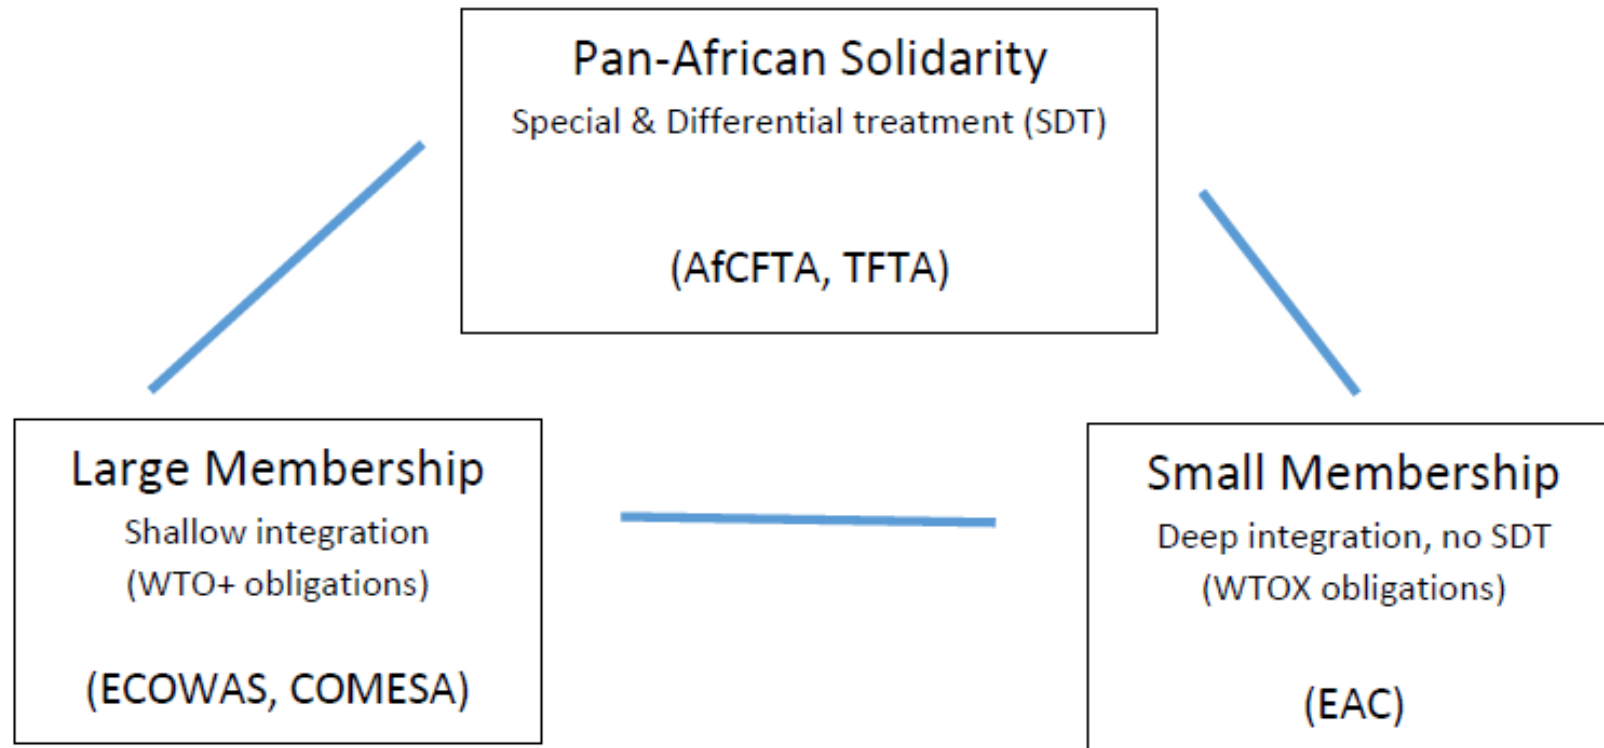 Pan-African Solidarity
Special & Differential treatment (SDT)
(AfCFTA, TFTA)
Large Membership
Shallow integration
(WTO+ obligations)
(ECOWAS, COMESA)
Small Membership
Deep integration, no SDT
(WTOX obligations)
(EAC)